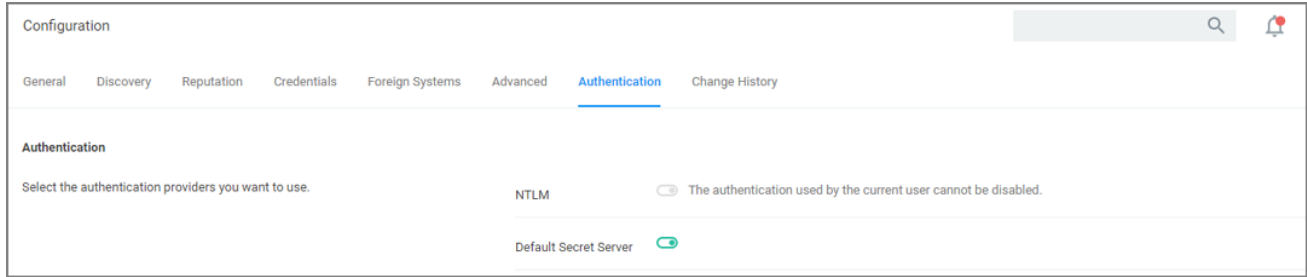 Configuration
General Discovery Reputation Credentials Foreign Systems Advanced Authentication Change History
Authentication
Select the authentication providers you want to use.
NTLM The authentication used by the current user cannot be disabled.
Default Secret Server